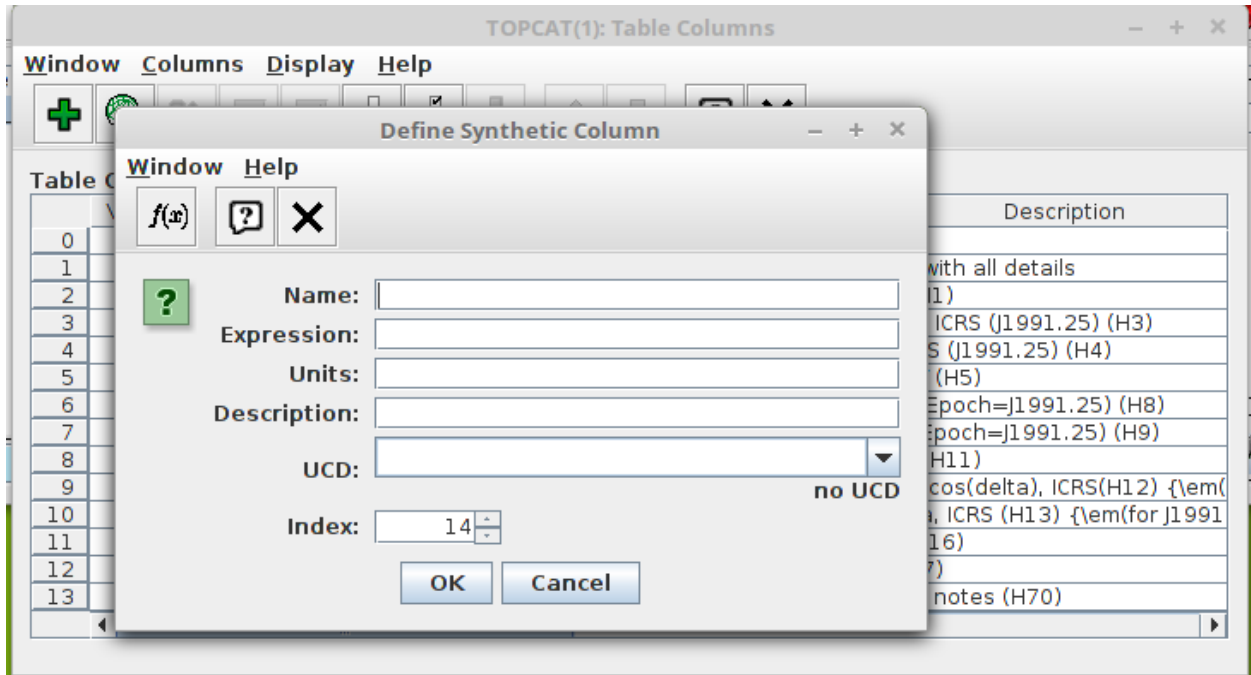 TOPCAT(1): Table Columns
Window Columns Display Help
Define Synthetic Column
Window Help
Table
f(x) ?
Description
0
1 with all details
2
3 ICRS (J1991.25) (H3)
4 (J1991.25) (H4)
5 (H5)
6 Epoch=J1991.25) (H8)
7 Epoch=J1991.25) (H9)
8 H11)
9 cos(delta), ICRS(H12) {\em(
10 , ICRS (H13) {\em(for J1991
11 16)
12
13 notes (H70)
? Name:
Expression:
Units:
Description:
UCD:
no UCD
Index: 14
OK Cancel